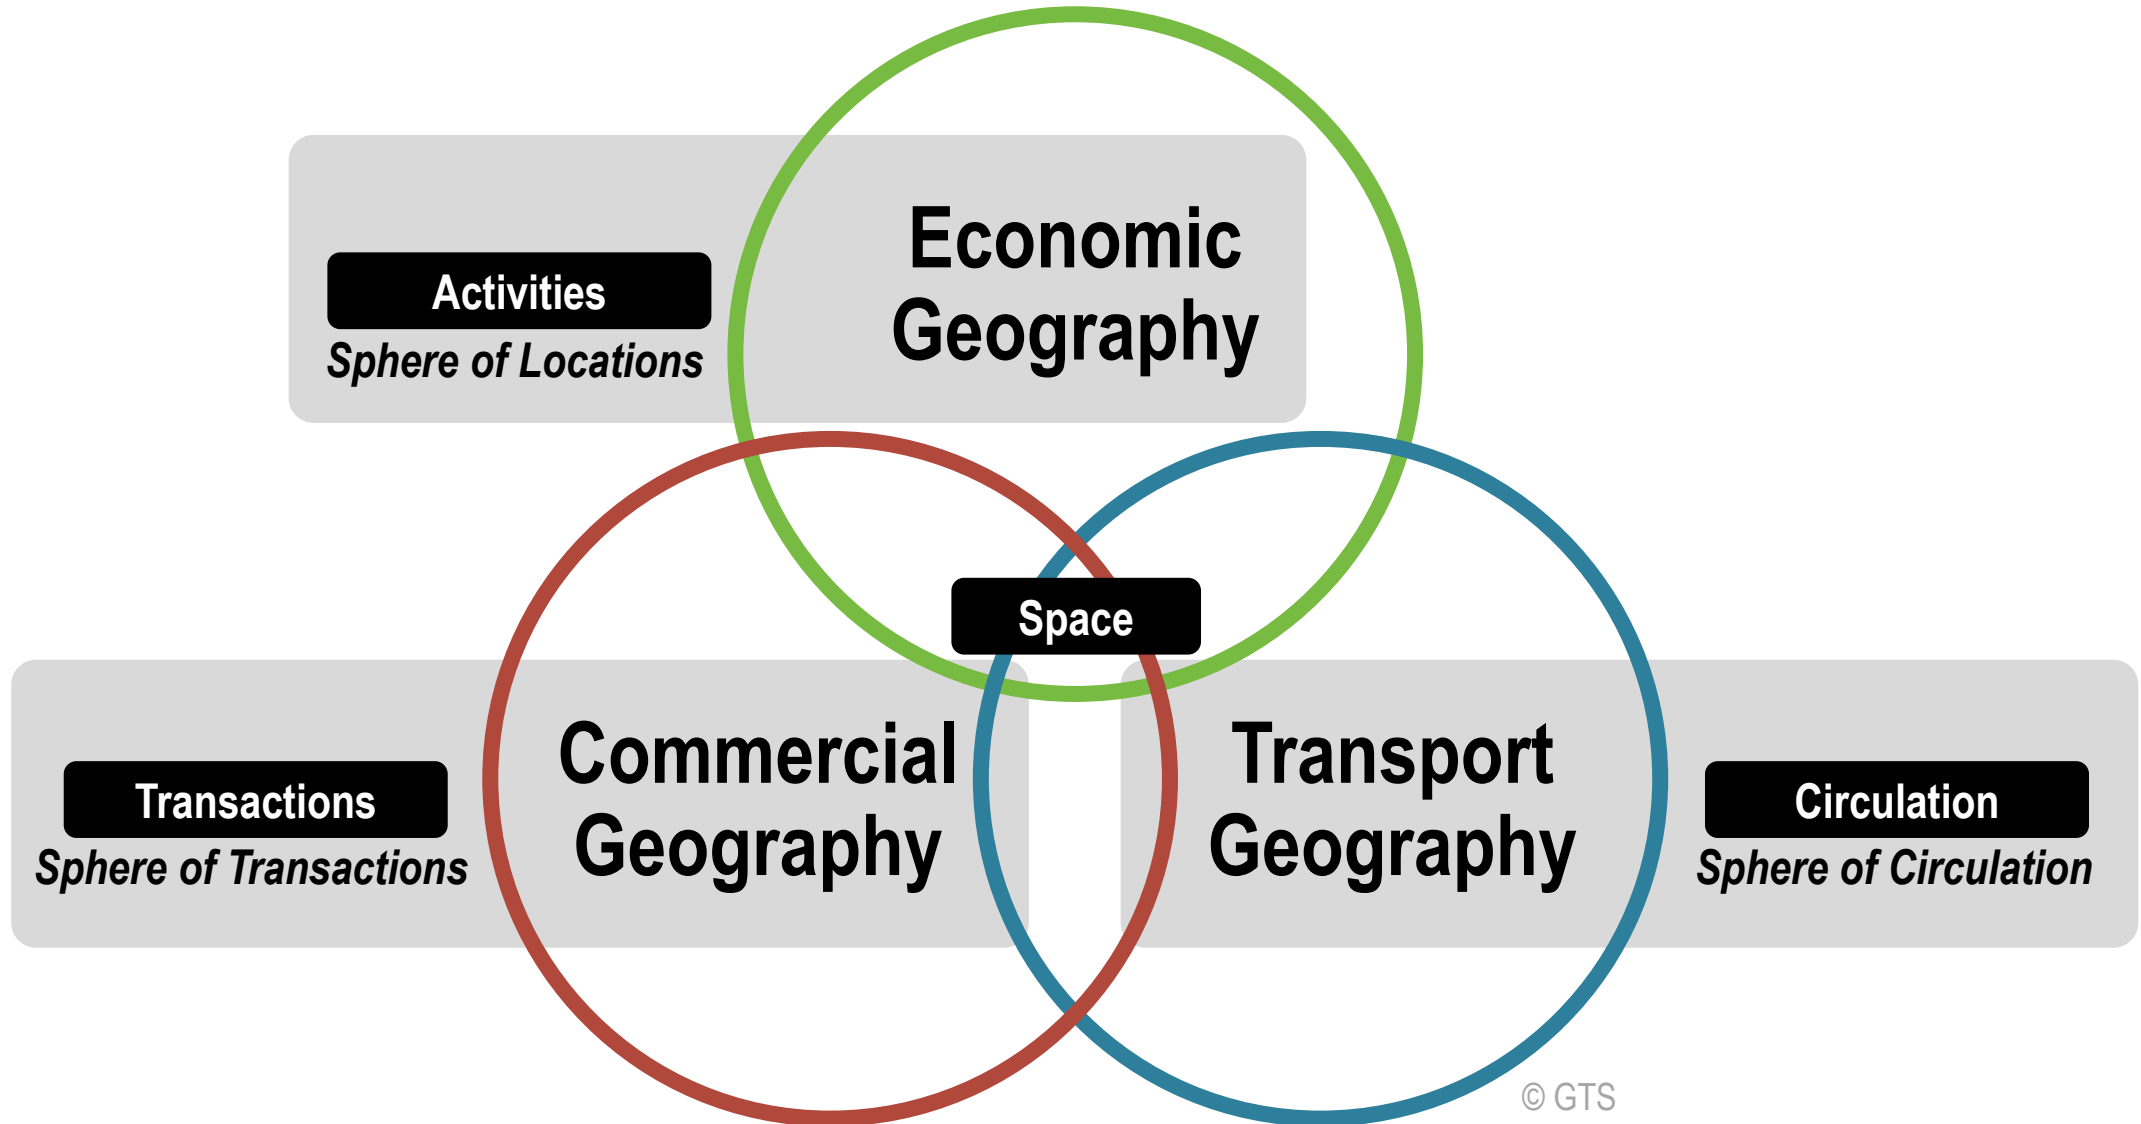 Economic
Geography
Activities
Sphere of Locations
Space
Commercial
Geography
Transactions
Sphere of Transactions
Transport
Geography
Circulation
Sphere of Circulation
© GTS